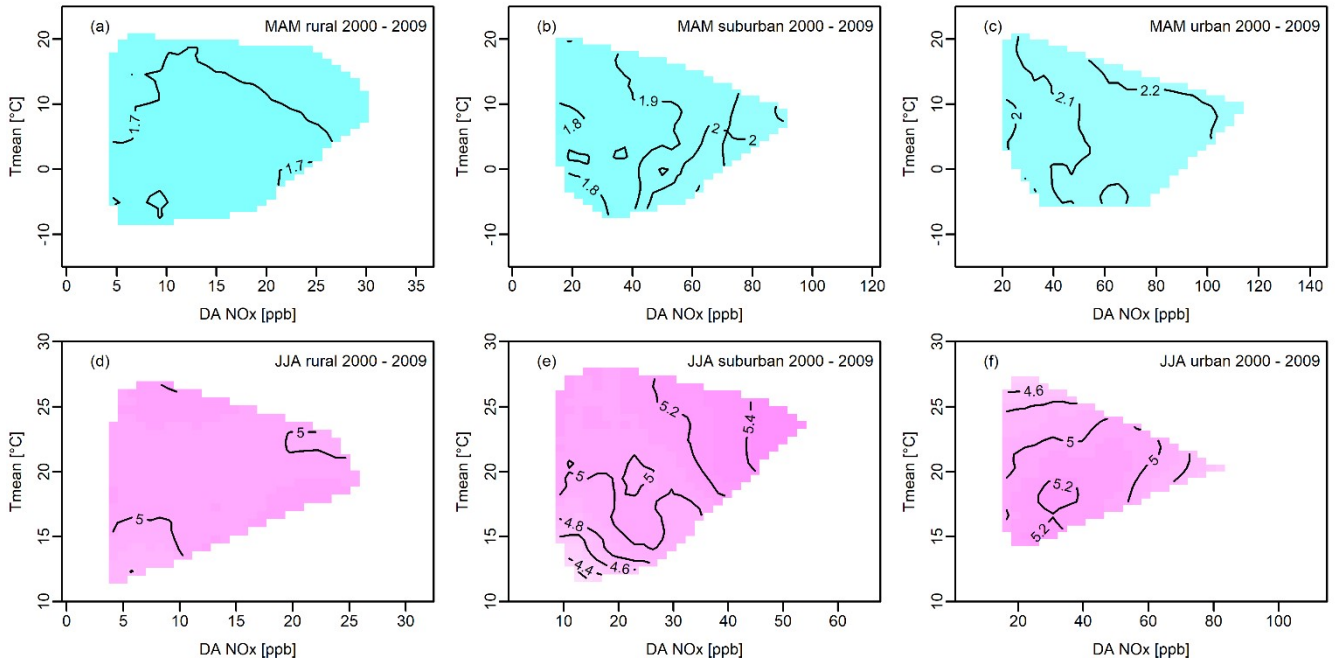 (a) MAM rural 2000 - 2009
Tmean [°C]
20
10
0
-10
1.7
1.7
0 5 10 15 20 25 30 35
DA NOx [ppb]
(b) MAM suburban 2000 - 2009
Tmean [°C]
20
10
0
-10
1.9
1.8
2
2
1.8
0 20 40 60 80 100 120
DA NOx [ppb]
(c) MAM urban 2000 - 2009
Tmean [°C]
20
10
0
-10
2.2
2.1
2
0 20 40 60 80 100 120 140
DA NOx [ppb]
(d) JJA rural 2000 - 2009
Tmean [°C]
30
25
20
15
10
5
5
0 5 10 15 20 25 30
DA NOx [ppb]
(e) JJA suburban 2000 - 2009
Tmean [°C]
30
25
20
15
10
5.2
5.4
5
5
4.8
4.6
4.4
10 20 30 40 50 60
DA NOx [ppb]
(f) JJA urban 2000 - 2009
Tmean [°C]
30
25
20
15
10
4.6
5
5
5.2
5.2
20 40 60 80 100
DA NOx [ppb]